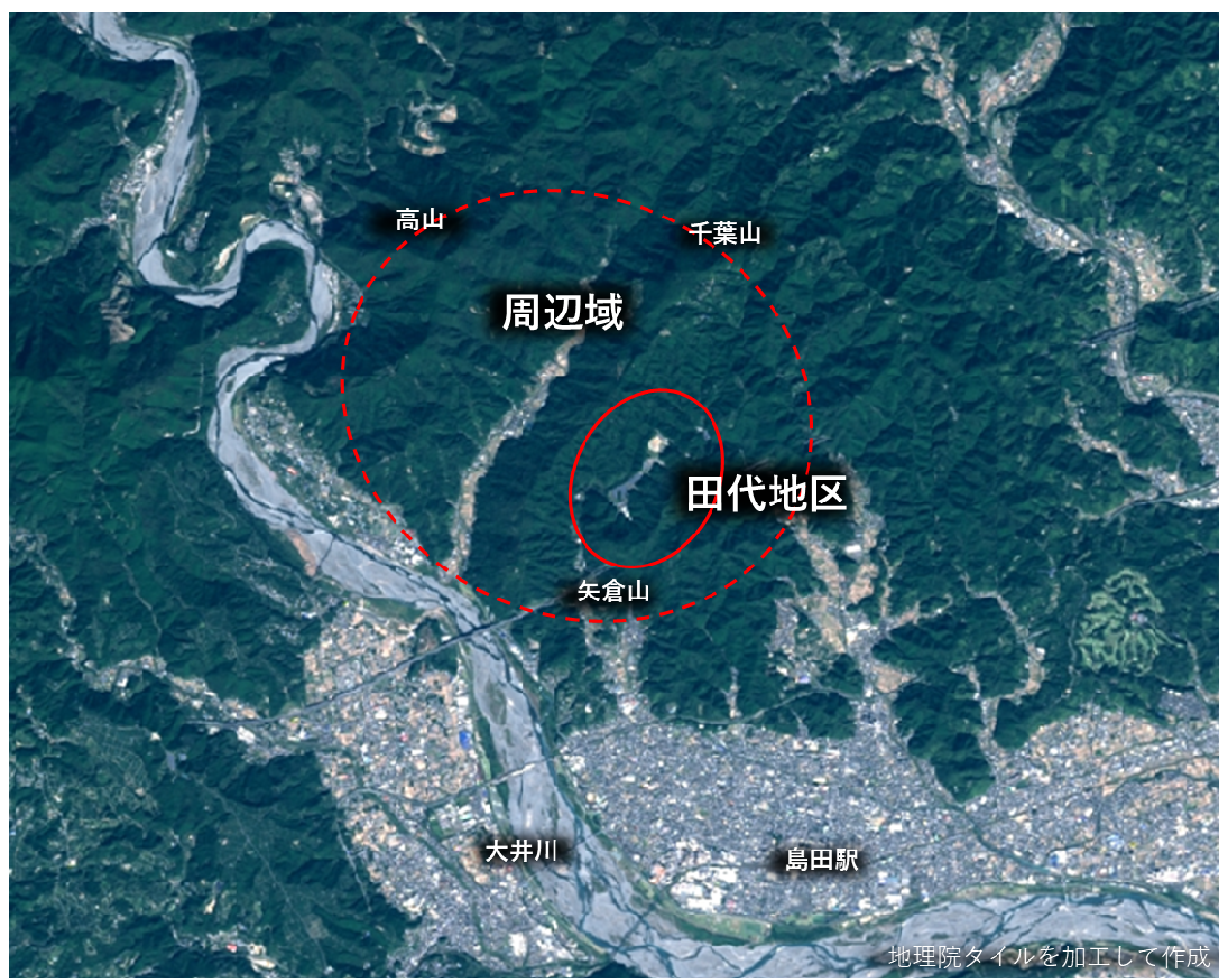 高山
千葉山
周辺域
田代地区
矢倉山
大井川
島田駅
地理院タイルを加工して作成